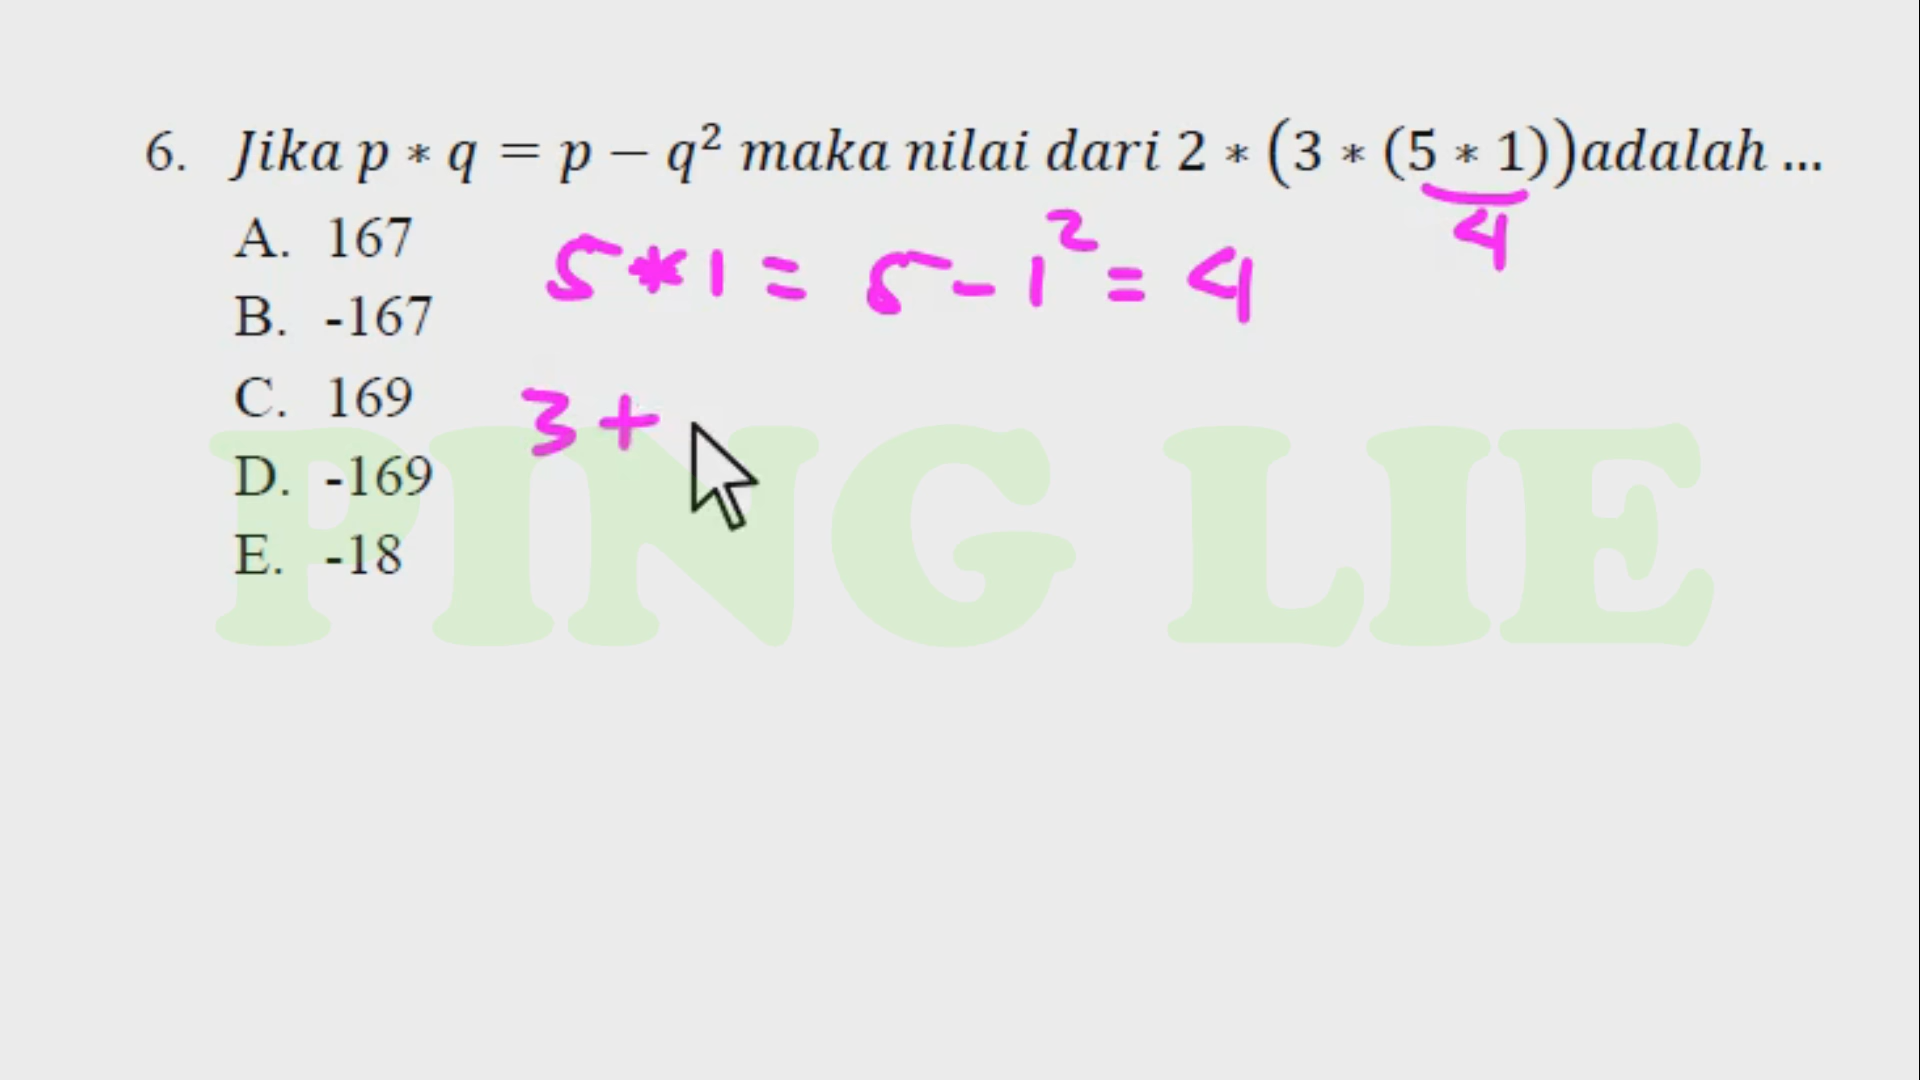 6. Jika p * q = p − q² maka nilai dari 2 * (3 * (5 * 1))adalah ...
4
A. 167
5 * 1 = 5 - 1² = 4
B. -167
C. 169
3 +
D. -169
E. -18
PING LIE